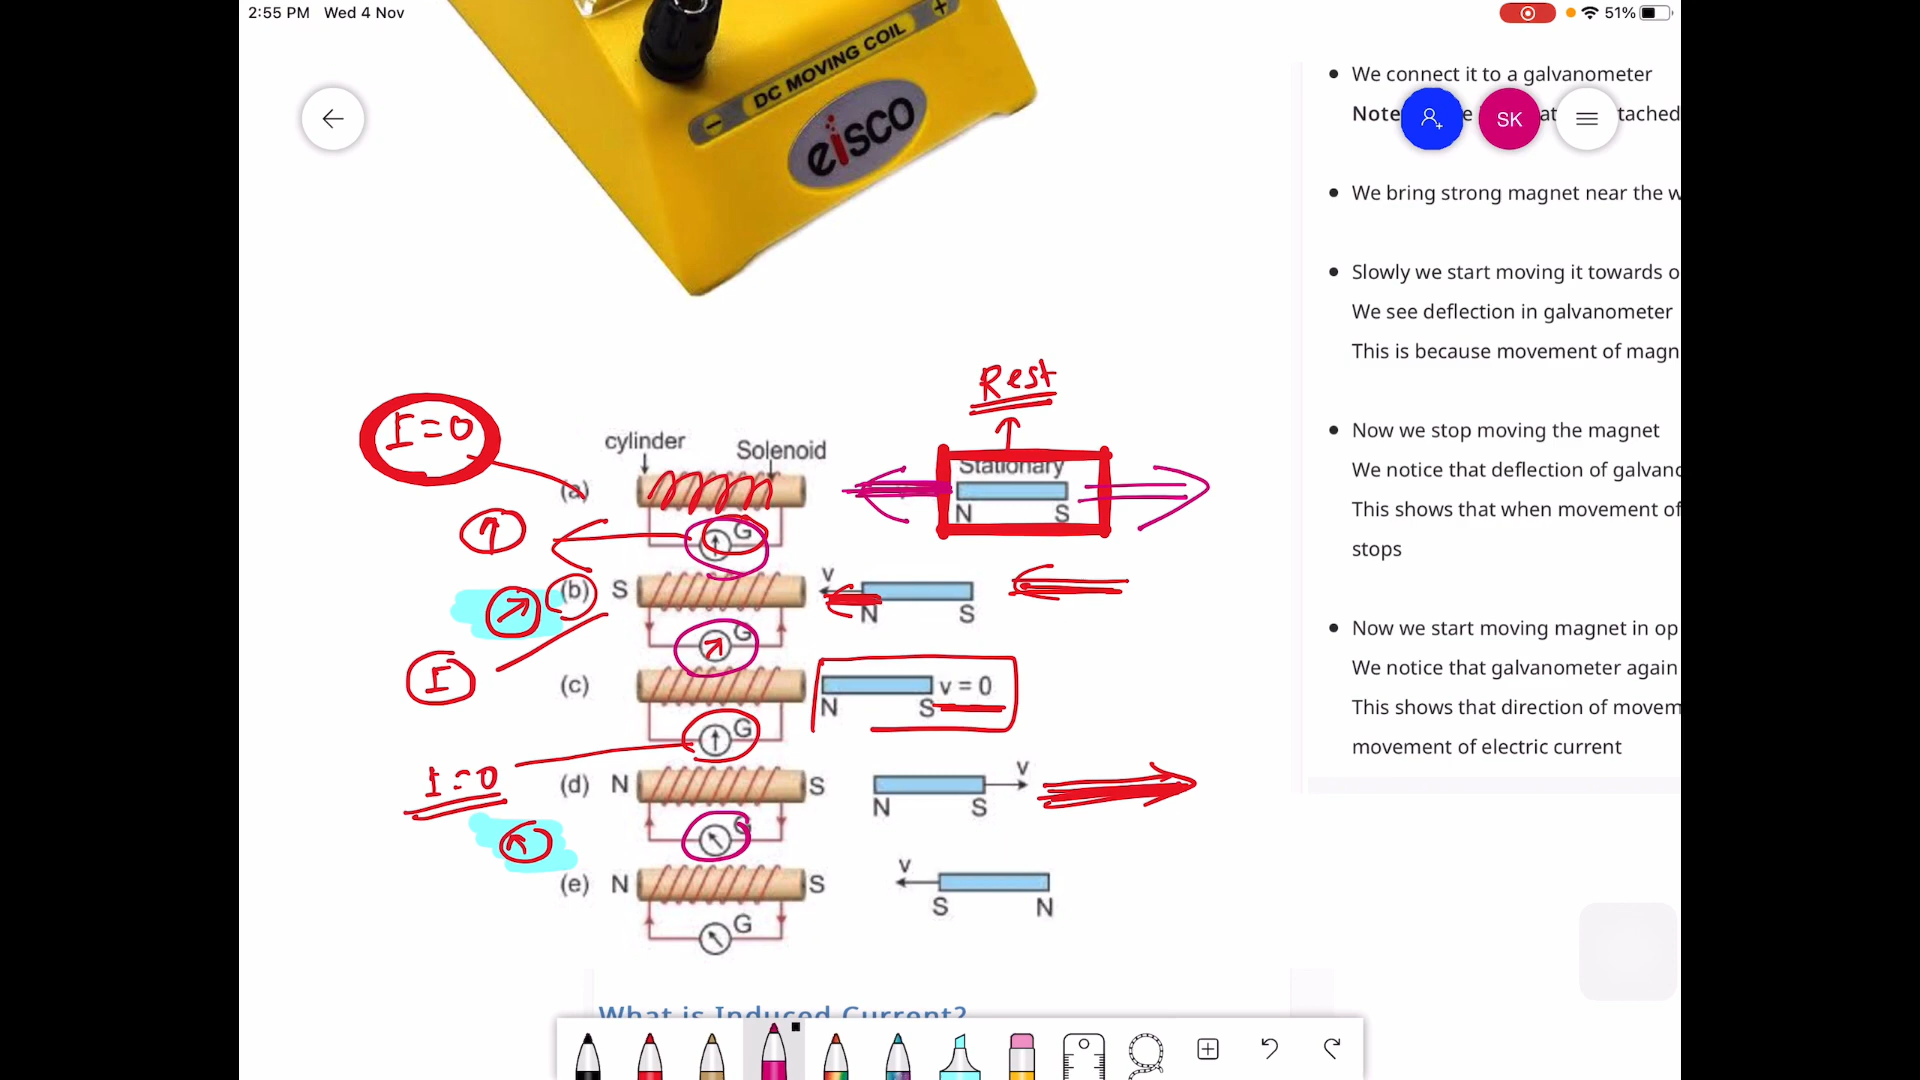 2:55 PM Wed 4 Nov
51%
DC MOVING COIL
eisco
SK
We connect it to a galvanometer
Note
We bring strong magnet near the w
Slowly we start moving it towards o
We see deflection in galvanometer
This is because movement of magn
Now we stop moving the magnet
We notice that deflection of galvano
This shows that when movement of
stops
Now we start moving magnet in op
We notice that galvanometer again
This shows that direction of movem
movement of electric current
Rest
I=0
cylinder
Solenoid
Stationary
(a)
N S
G
(b) S
v
N S
G
I
(c)
v = 0
N S
G
I=0
(d) N S
v
N S
G
(e) N S
v
S N
G
What is Induced Current?